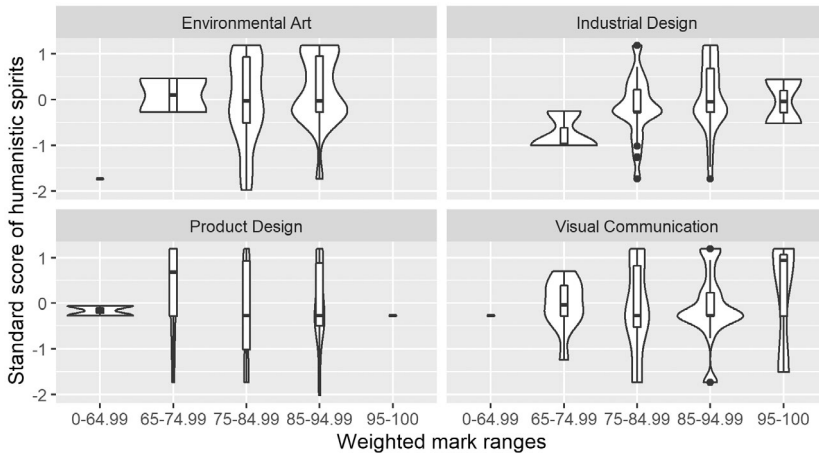 Environmental Art
Industrial Design
1
0
-1
-2
Product Design
Visual Communication
1
0
-1
-2
0-64.99 65-74.99 75-84.99 85-94.99 95-100
0-64.99 65-74.99 75-84.99 85-94.99 95-100
Weighted mark ranges
Standard score of humanistic spirits